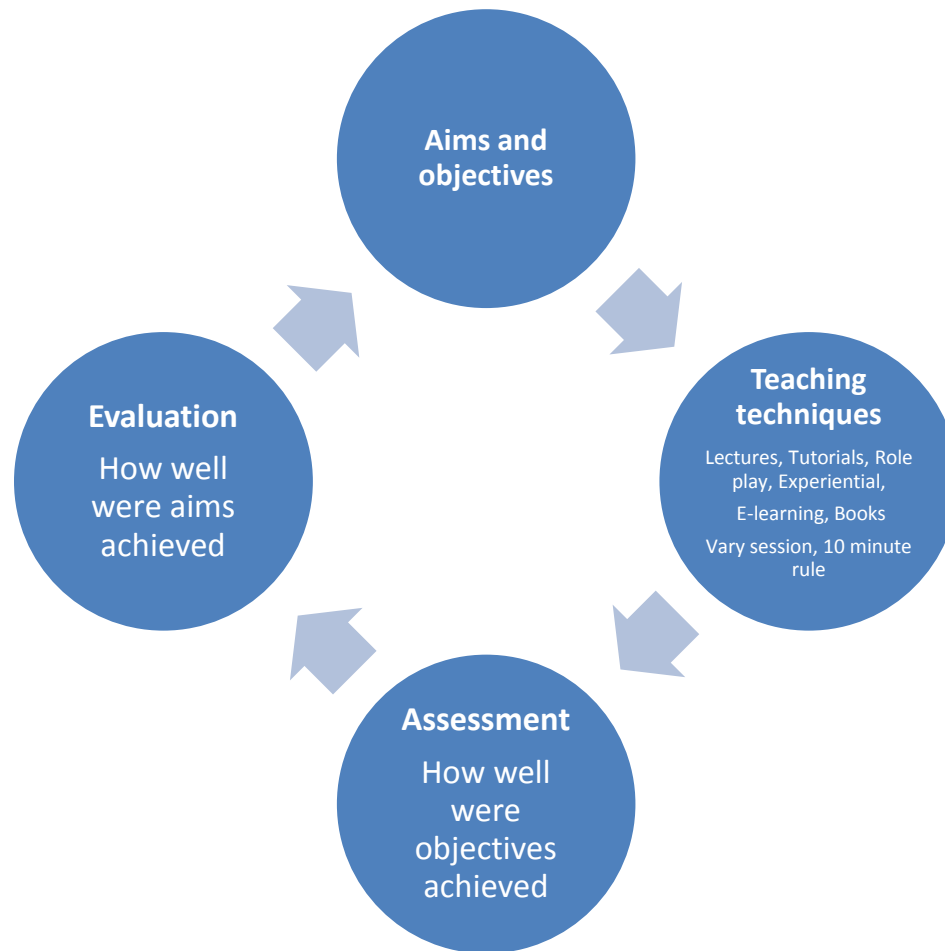 Aims and
objectives
Teaching
techniques
Lectures, Tutorials, Role
play, Experiential,
E-learning, Books
Vary session, 10 minute
rule
Assessment
How well
were
objectives
achieved
Evaluation
How well
were aims
achieved